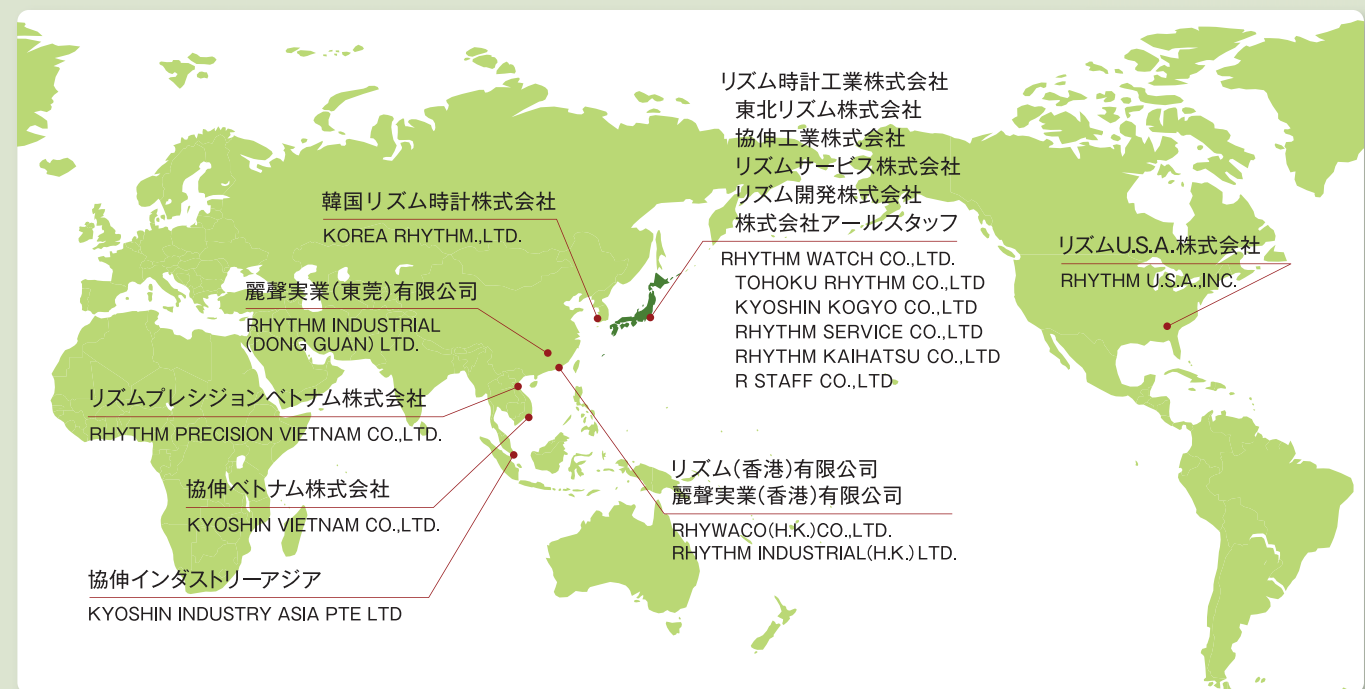 リズム時計工業株式会社
東北リズム株式会社
協伸工業株式会社
リズムサービス株式会社
リズム開発株式会社
株式会社アールスタッフ
RHYTHM WATCH CO.,LTD.
TOHOKU RHYTHM CO.,LTD
KYOSHIN KOGYO CO.,LTD
RHYTHM SERVICE CO.,LTD
RHYTHM KAIHATSU CO.,LTD
R STAFF CO.,LTD
韓国リズム時計株式会社
KOREA RHYTHM.,LTD.
リズムU.S.A.株式会社
RHYTHM U.S.A.,INC.
麗聲実業(東莞)有限公司
RHYTHM INDUSTRIAL
(DONG GUAN) LTD.
リズムプレシジョンベトナム株式会社
RHYTHM PRECISION VIETNAM CO.,LTD.
協伸ベトナム株式会社
KYOSHIN VIETNAM CO.,LTD.
リズム(香港)有限公司
麗聲実業(香港)有限公司
RHYWACO(H.K.)CO.,LTD.
RHYTHM INDUSTRIAL(H.K.) LTD.
協伸インダストリーアジア
KYOSHIN INDUSTRY ASIA PTE LTD